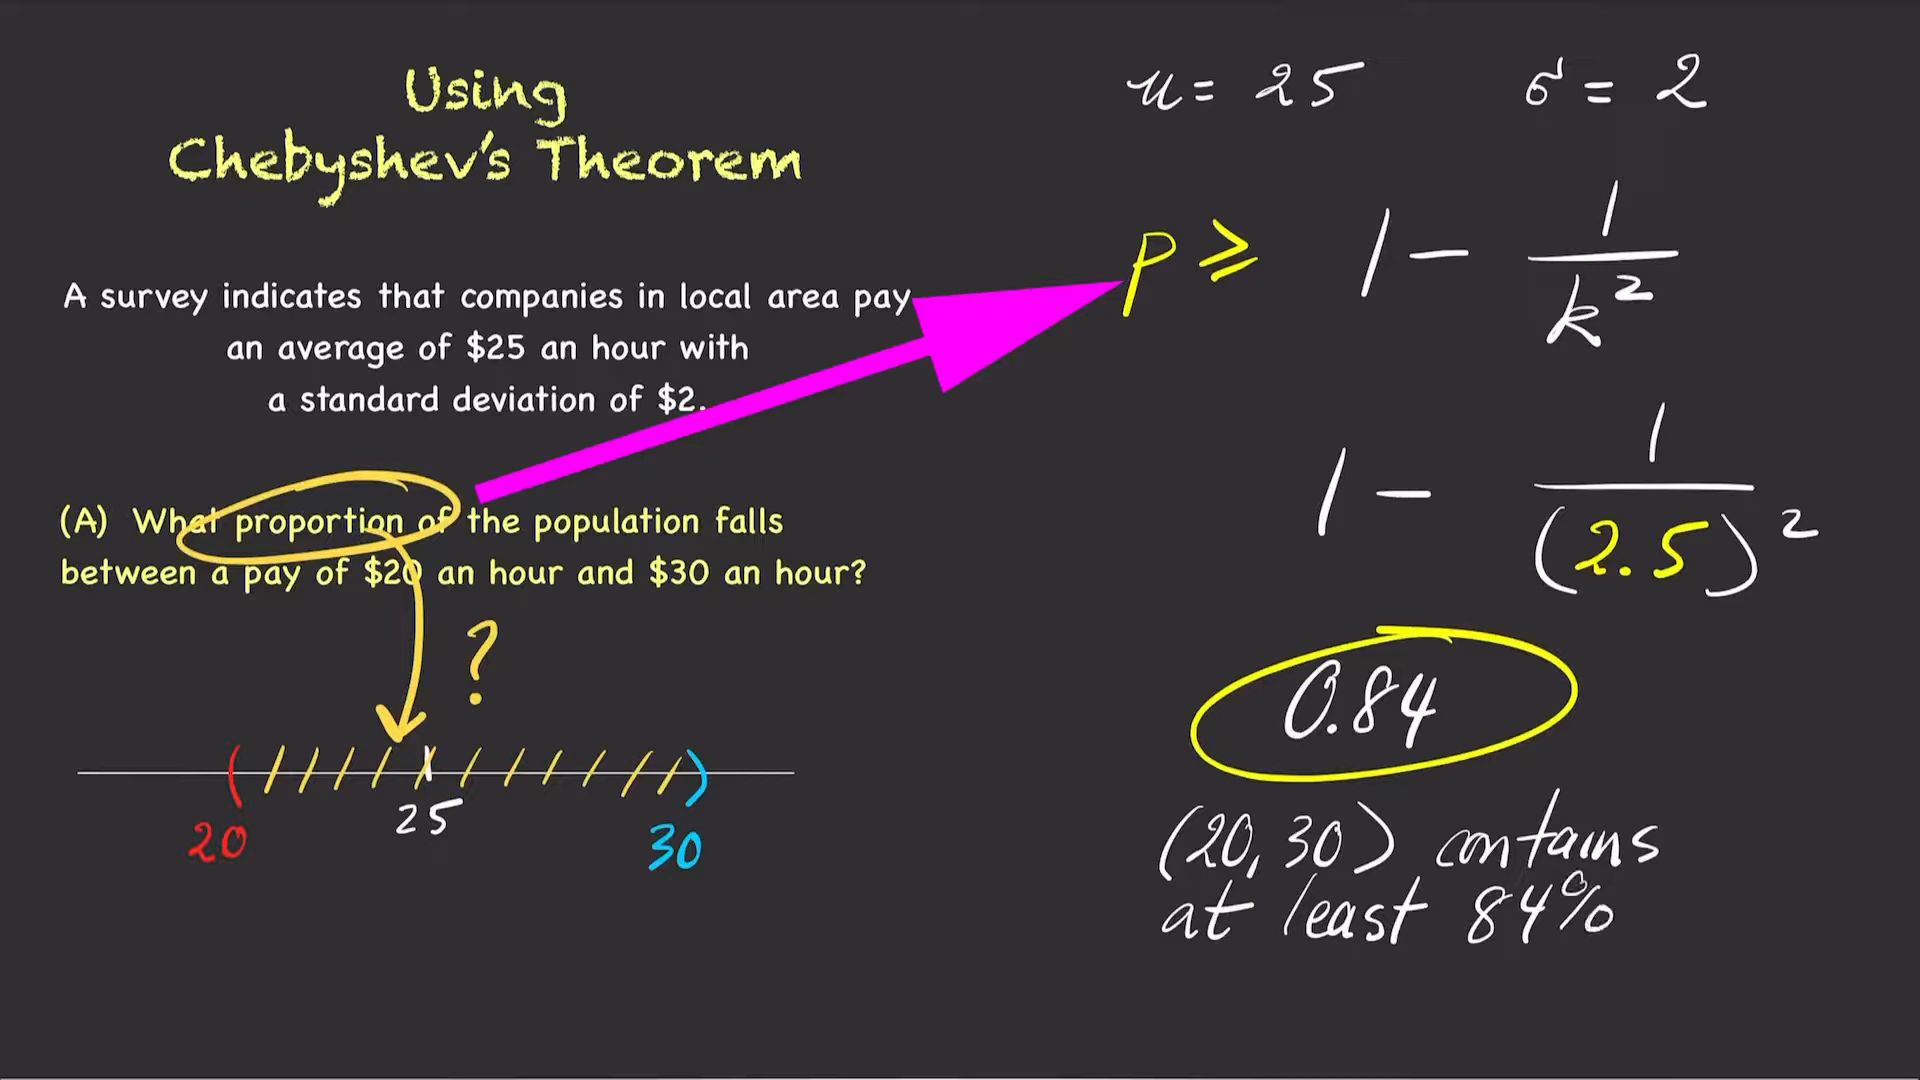 Using
Chebyshev's Theorem
A survey indicates that companies in local area pay
an average of $25 an hour with
a standard deviation of $2.
(A) What proportion of the population falls
between a pay of $20 an hour and $30 an hour?
?
25
20
30
μ = 25 σ = 2
p ≥ 1 - 1/k²
1 - 1/(2.5)²
0.84
(20, 30) contains
at least 84%